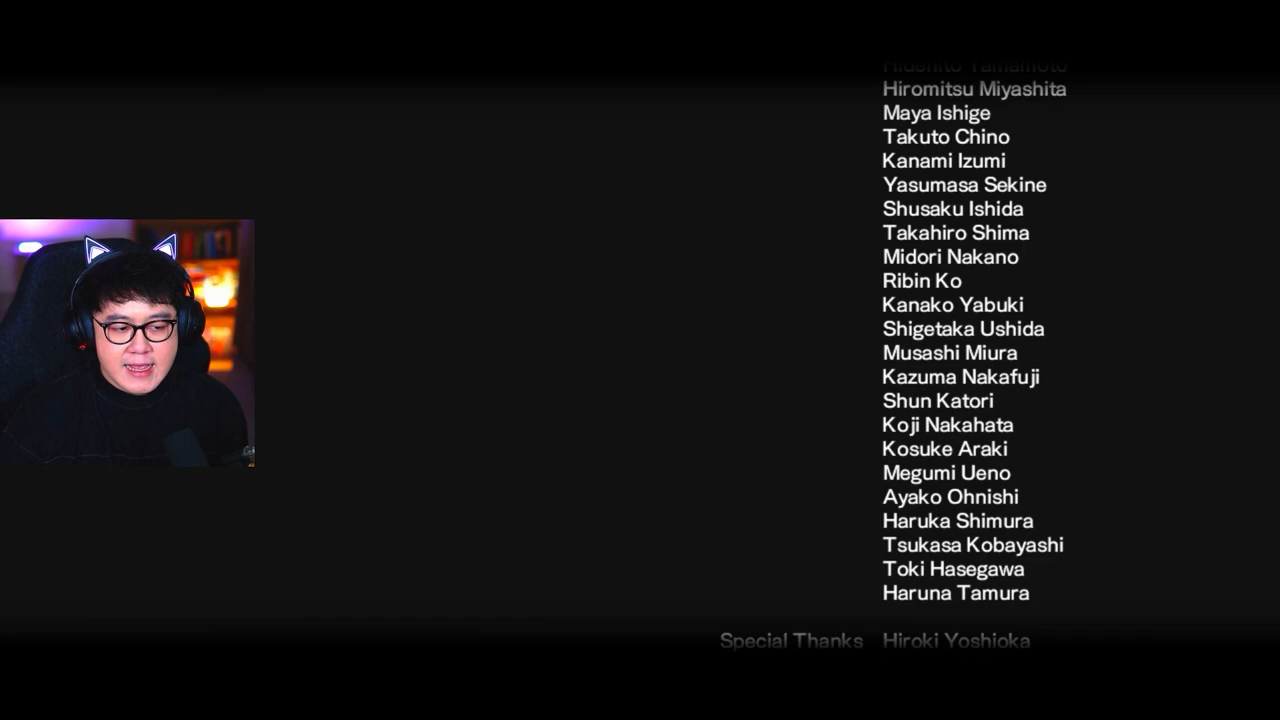 Hidehito Yamamoto
Hiromitsu Miyashita
Maya Ishige
Takuto Chino
Kanami Izumi
Yasumasa Sekine
Shusaku Ishida
Takahiro Shima
Midori Nakano
Ribin Ko
Kanako Yabuki
Shigetaka Ushida
Musashi Miura
Kazuma Nakafuji
Shun Katori
Koji Nakahata
Kosuke Araki
Megumi Ueno
Ayako Ohnishi
Haruka Shimura
Tsukasa Kobayashi
Toki Hasegawa
Haruna Tamura
Special Thanks Hiroki Yoshioka